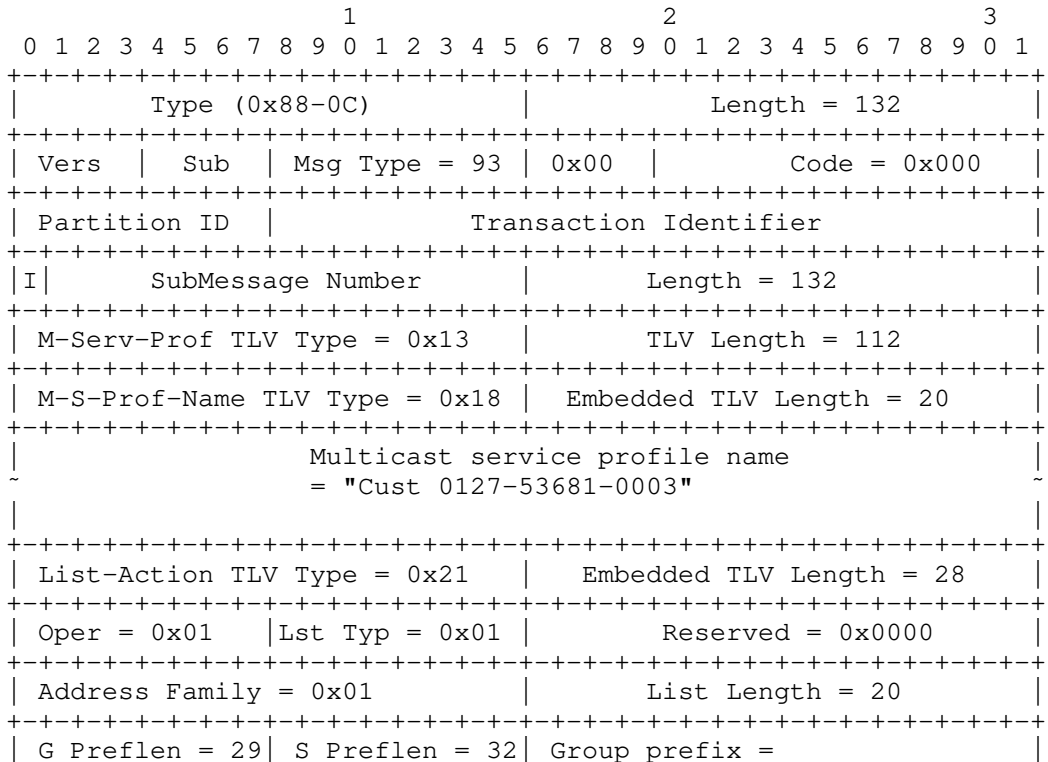 1                   2                   3
 0 1 2 3 4 5 6 7 8 9 0 1 2 3 4 5 6 7 8 9 0 1 2 3 4 5 6 7 8 9 0 1
+-+-+-+-+-+-+-+-+-+-+-+-+-+-+-+-+-+-+-+-+-+-+-+-+-+-+-+-+-+-+-+-+
|        Type (0x88-0C)          |           Length = 132        |
+-+-+-+-+-+-+-+-+-+-+-+-+-+-+-+-+-+-+-+-+-+-+-+-+-+-+-+-+-+-+-+-+
| Vers  |  Sub  | Msg Type = 93 | 0x00  |        Code = 0x000   |
+-+-+-+-+-+-+-+-+-+-+-+-+-+-+-+-+-+-+-+-+-+-+-+-+-+-+-+-+-+-+-+-+
| Partition ID  |            Transaction Identifier             |
+-+-+-+-+-+-+-+-+-+-+-+-+-+-+-+-+-+-+-+-+-+-+-+-+-+-+-+-+-+-+-+-+
|I|      SubMessage Number      |       Length = 132            |
+-+-+-+-+-+-+-+-+-+-+-+-+-+-+-+-+-+-+-+-+-+-+-+-+-+-+-+-+-+-+-+-+
| M-Serv-Prof TLV Type = 0x13   |       TLV Length = 112        |
+-+-+-+-+-+-+-+-+-+-+-+-+-+-+-+-+-+-+-+-+-+-+-+-+-+-+-+-+-+-+-+-+
| M-S-Prof-Name TLV Type = 0x18 |  Embedded TLV Length = 20     |
+-+-+-+-+-+-+-+-+-+-+-+-+-+-+-+-+-+-+-+-+-+-+-+-+-+-+-+-+-+-+-+-+
|                  Multicast service profile name               |
~                  = "Cust 0127-53681-0003"                     ~
|                                                               |
+-+-+-+-+-+-+-+-+-+-+-+-+-+-+-+-+-+-+-+-+-+-+-+-+-+-+-+-+-+-+-+-+
| List-Action TLV Type = 0x21   |   Embedded TLV Length = 28    |
+-+-+-+-+-+-+-+-+-+-+-+-+-+-+-+-+-+-+-+-+-+-+-+-+-+-+-+-+-+-+-+-+
| Oper = 0x01   |Lst Typ = 0x01 |        Reserved = 0x0000      |
+-+-+-+-+-+-+-+-+-+-+-+-+-+-+-+-+-+-+-+-+-+-+-+-+-+-+-+-+-+-+-+-+
| Address Family = 0x01         |       List Length = 20        |
+-+-+-+-+-+-+-+-+-+-+-+-+-+-+-+-+-+-+-+-+-+-+-+-+-+-+-+-+-+-+-+-+
| G Preflen = 29| S Preflen = 32| Group prefix =                |